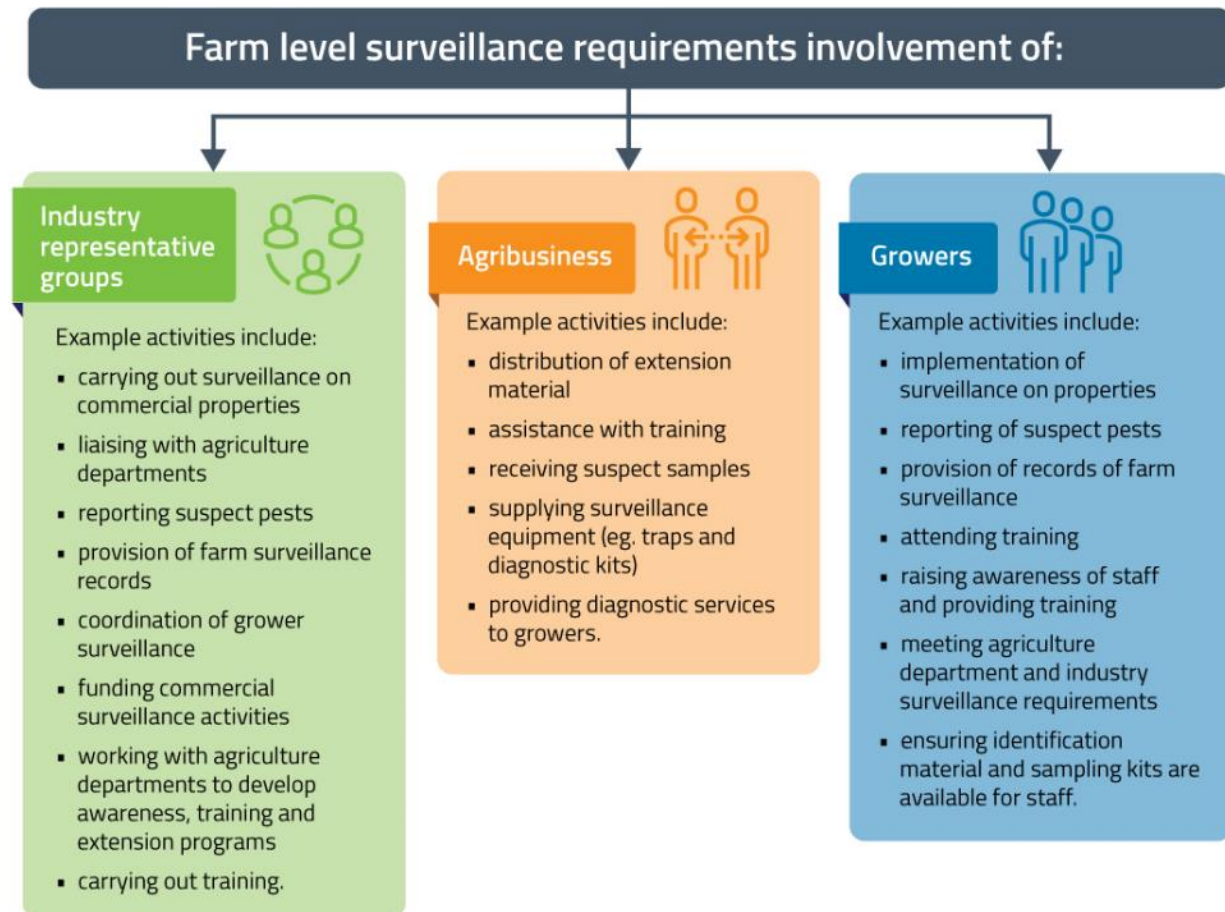 Farm level surveillance requirements involvement of:
Industry
representative
groups
Example activities include:
▪ carrying out surveillance on
commercial properties
▪ liaising with agriculture
departments
▪ reporting suspect pests
▪ provision of farm surveillance
records
▪ coordination of grower
surveillance
▪ funding commercial
surveillance activities
▪ working with agriculture
departments to develop
awareness, training and
extension programs
▪ carrying out training.
Agribusiness
Example activities include:
▪ distribution of extension
material
▪ assistance with training
▪ receiving suspect samples
▪ supplying surveillance
equipment (eg. traps and
diagnostic kits)
▪ providing diagnostic services
to growers.
Growers
Example activities include:
▪ implementation of
surveillance on properties
▪ reporting of suspect pests
▪ provision of records of farm
surveillance
▪ attending training
▪ raising awareness of staff
and providing training
▪ meeting agriculture
department and industry
surveillance requirements
▪ ensuring identification
material and sampling kits are
available for staff.